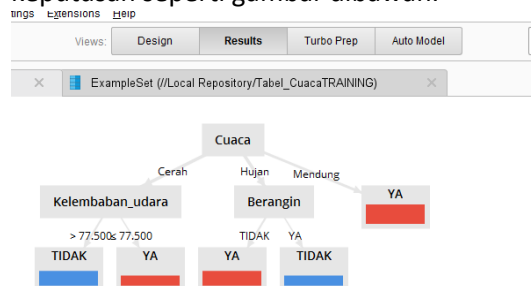 keputusan seperti gambar dibawah.
tings Extensions Help
Views: Design Results Turbo Prep Auto Model
ExampleSet (//Local Repository/Tabel_CuacaTRAINING)
Cuaca
Cerah Hujan Mendung
Kelembaban_udara Berangin YA
> 77.500 ≤ 77.500 TIDAK YA
TIDAK YA YA TIDAK